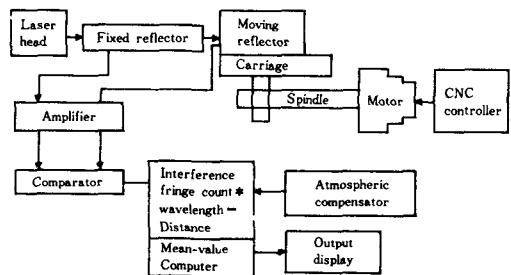 Laser
head
Fixed reflector
Moving
reflector
Carriage
Spindle
Motor
CNC
controller
Amplifier
Comparator
Interference
fringe count *
wavelength =
Distance
Mean-value
Computer
Atmospheric
compensator
Output
display